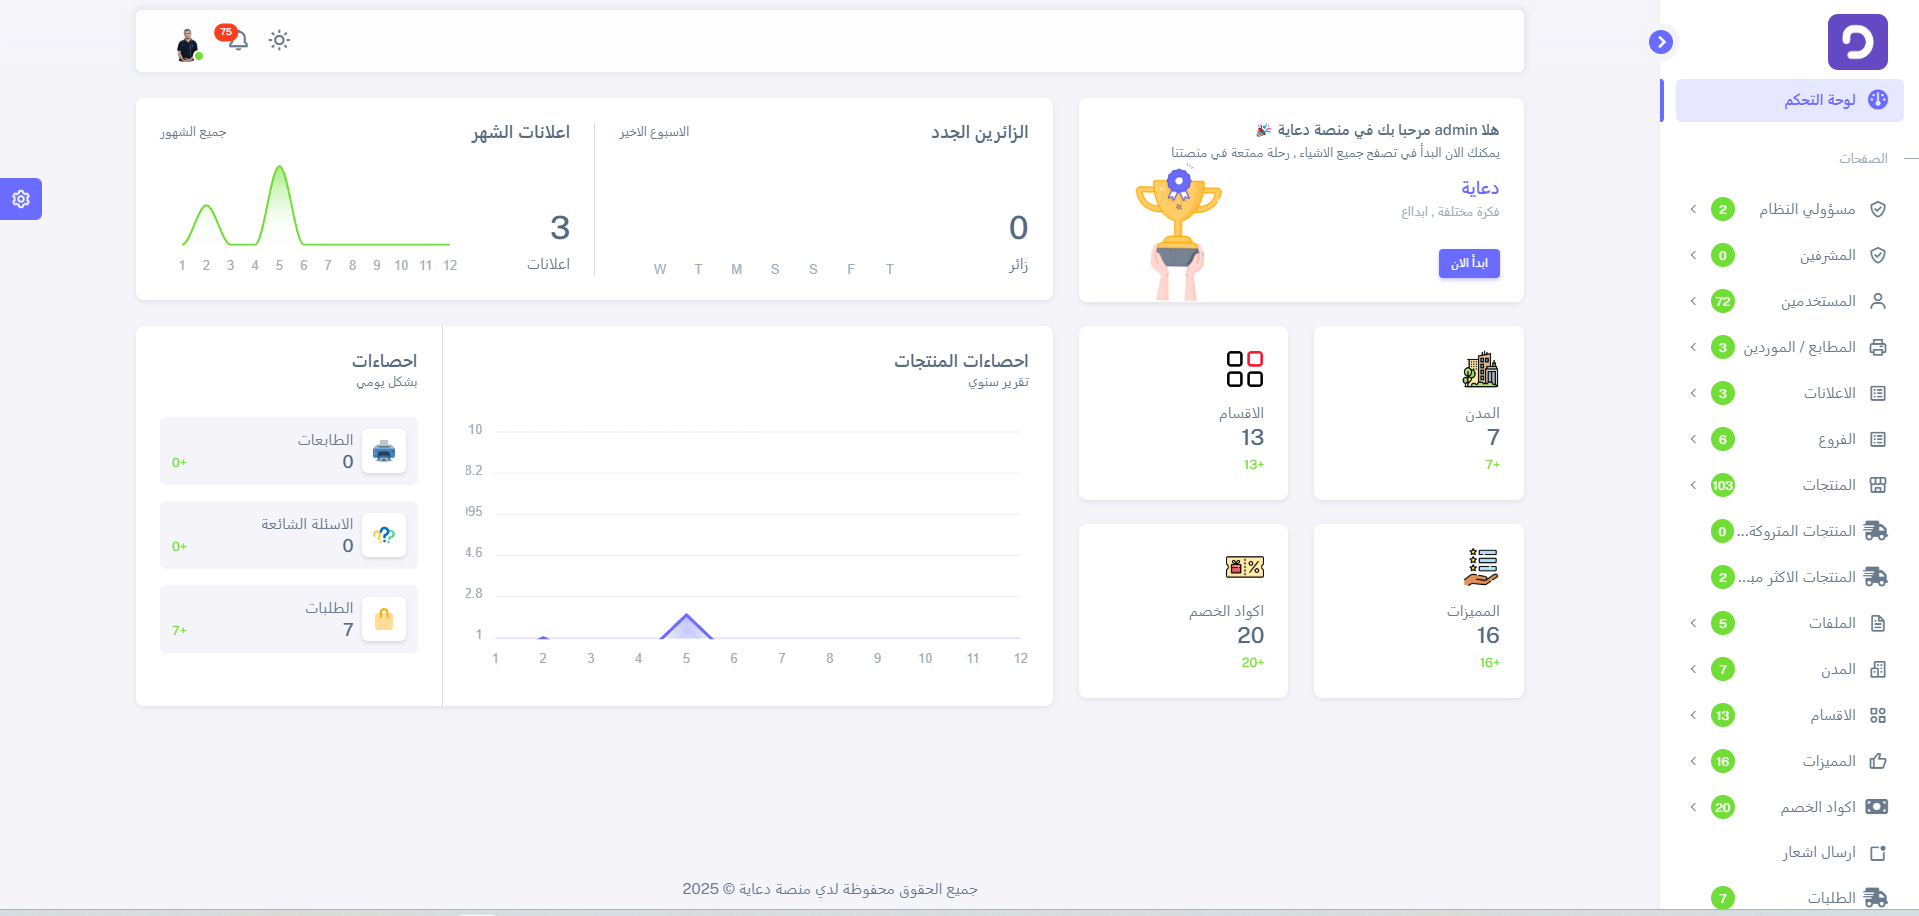 75
لوحة التحكم
الصفحات
مسؤولي النظام 2
المشرفين 0
المستخدمين 72
المطابع / الموردين 3
الاعلانات 3
الفروع 6
المنتجات 103
المنتجات المتروكة... 0
المنتجات الاكثر مبـ... 2
الملفات 5
المدن 7
الاقسام 13
المميزات 16
اكواد الخصم 20
ارسال اشعار
الطلبات 7
هلا admin مرحبا بك في منصة دعاية 🎉
يمكنك الان البدأ في تصفح جميع الاشياء , رحلة ممتعة في منصتنا
دعاية
فكرة مختلفة , ابدااع
ابدأ الان
الزائرين الجدد
الاسبوع الاخير
0
زائر
W T M S S F T
اعلانات الشهر
جميع الشهور
3
اعلانات
1 2 3 4 5 6 7 8 9 10 11 12
المدن
7
7+
الاقسام
13
13+
المميزات
16
16+
اكواد الخصم
20
20+
احصاءات المنتجات
تقرير سنوي
10
8.2
995
4.6
2.8
1
1 2 3 4 5 6 7 8 9 10 11 12
احصاءات
بشكل يومي
الطابعات
0
0+
الاسئلة الشائعة
0
0+
الطلبات
7
7+
جميع الحقوق محفوظة لدي منصة دعاية © 2025